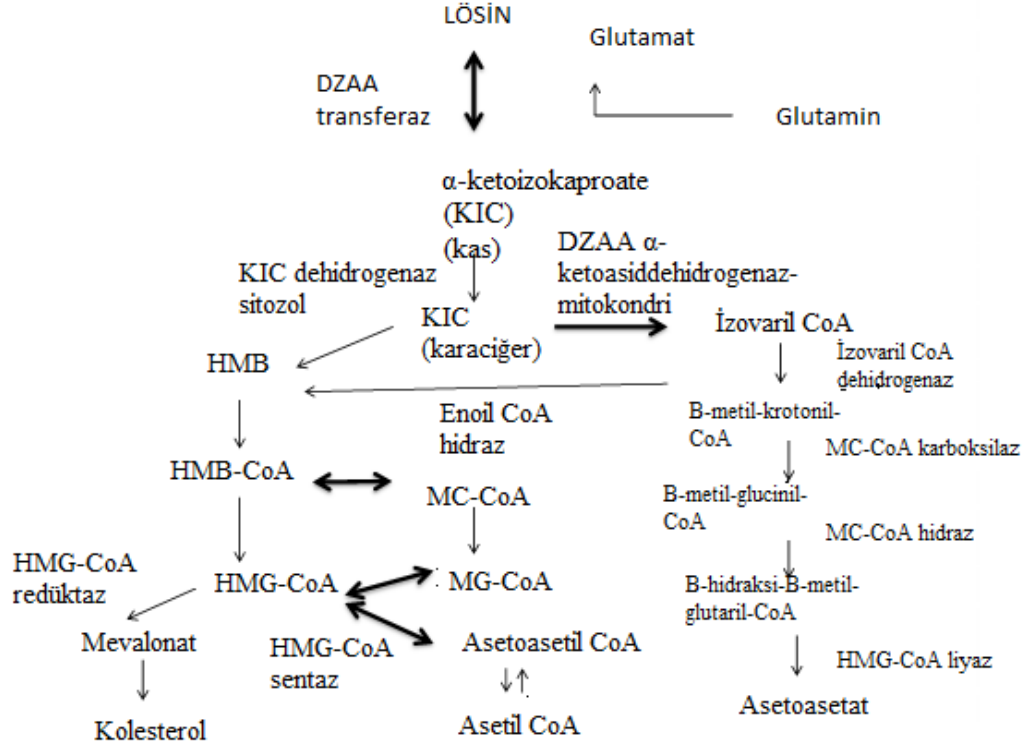 LÖSİN
Glutamat
DZAA
transferaz
Glutamin
α-ketoizokaproate
(KIC)
(kas)
DZAA α-
ketoasiddehidrogenaz-
mitokondri
KIC dehidrogenaz
sitozol
KIC
(karaciğer)
İzovaril CoA
HMB
İzovaril CoA
dehidrogenaz
B-metil-krotonil-
CoA
Enoil CoA
hidraz
MC-CoA karboksilaz
HMB-CoA
MC-CoA
B-metil-glucinil-
CoA
MC-CoA hidraz
HMG-CoA
redüktaz
HMG-CoA
MG-CoA
B-hidraksi-B-metil-
glutaril-CoA
Mevalonat
HMG-CoA
sentaz
Asetoasetil CoA
HMG-CoA liyaz
Kolesterol
Asetil CoA
Asetoasetat